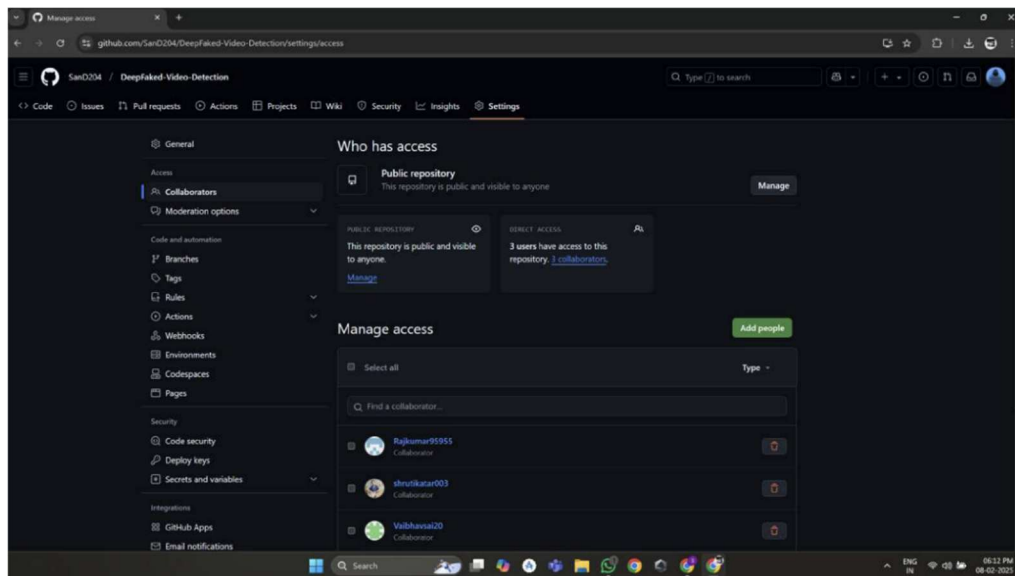 Manage access
github.com/SanD204/DeepFaked-Video-Detection/settings/access
SanD204 / DeepFaked-Video-Detection
Type / to search
Code Issues Pull requests Actions Projects Wiki Security Insights Settings
General
Access
Collaborators
Moderation options
Code and automation
Branches
Tags
Rules
Actions
Webhooks
Environments
Codespaces
Pages
Security
Code security
Deploy keys
Secrets and variables
Integrations
GitHub Apps
Email notifications
Who has access
Public repository
This repository is public and visible to anyone
Manage
PUBLIC REPOSITORY
This repository is public and visible
to anyone.
Manage
DIRECT ACCESS
3 users have access to this
repository. 3 collaborators.
Manage access
Add people
Select all
Type
Find a collaborator...
Rajkumar95955
Collaborator
shrutikatar003
Collaborator
Vaibhavsai20
Collaborator
Search
ENG
IN
06:12 PM
08-02-2025